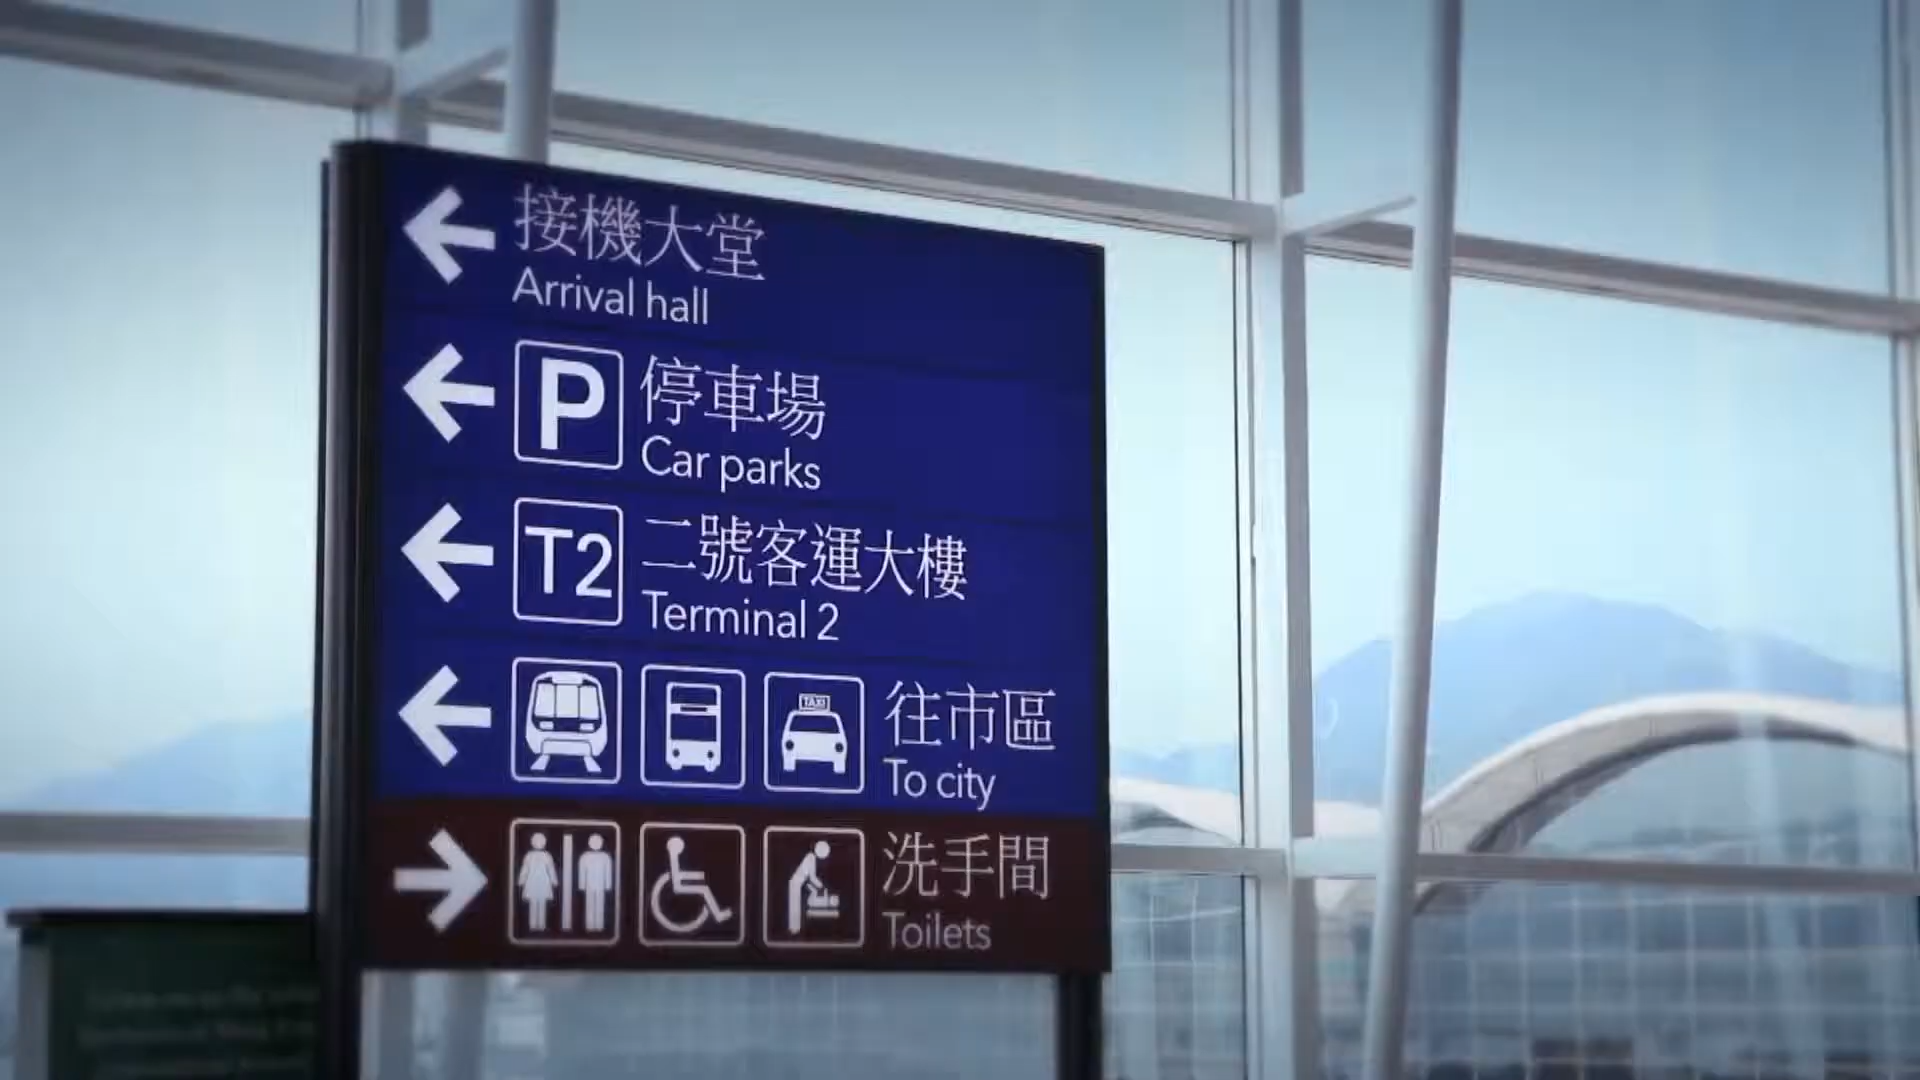 接機大堂
Arrival hall
P 停車場
Car parks
T2 二號客運大樓
Terminal 2
TAXI
往市區
To city
洗手間
Toilets